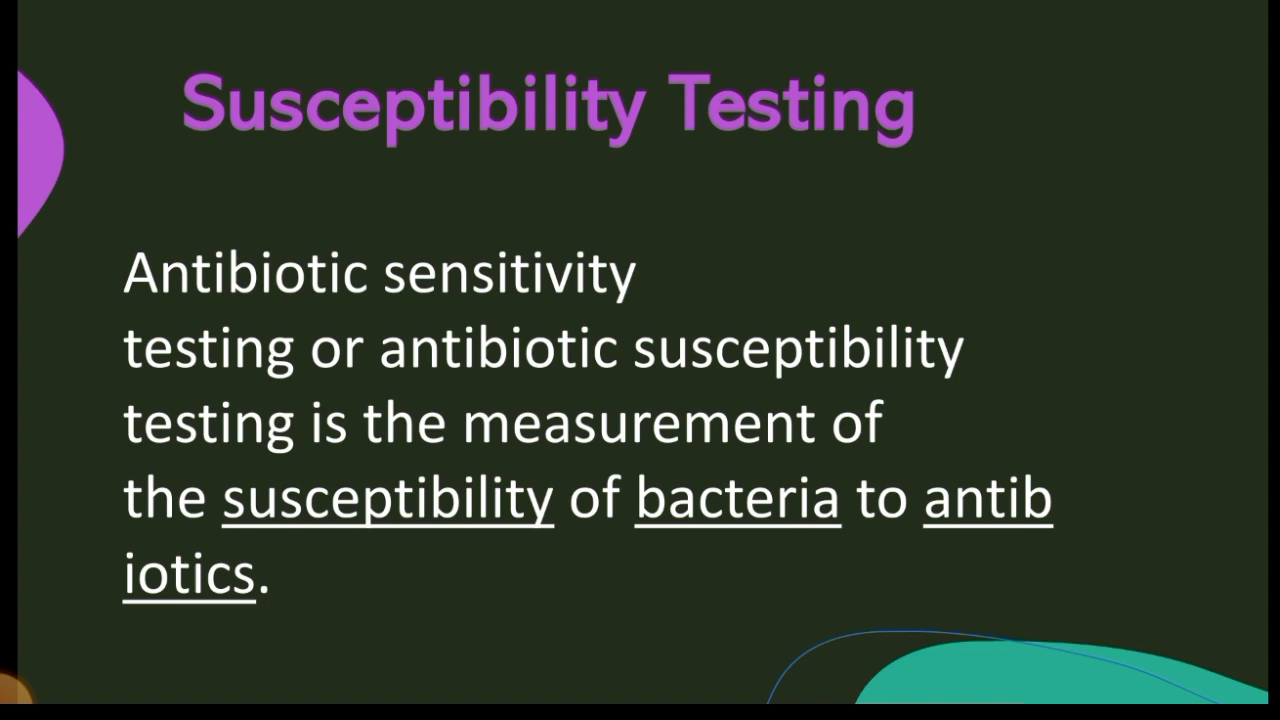 Susceptibility Testing
Antibiotic sensitivity
testing or antibiotic susceptibility
testing is the measurement of
the susceptibility of bacteria to antib
iotics.